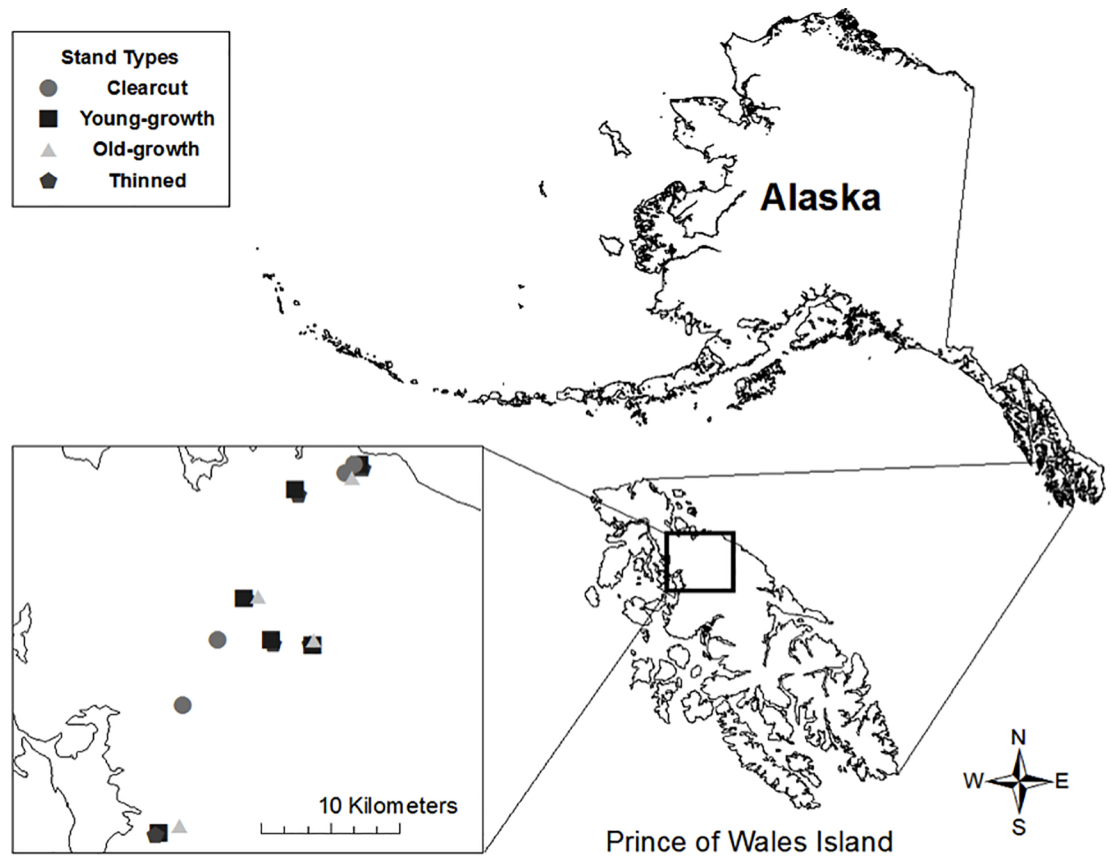 Stand Types
Clearcut
Young-growth
Old-growth
Thinned
Alaska
10 Kilometers
Prince of Wales Island
N
W E
S